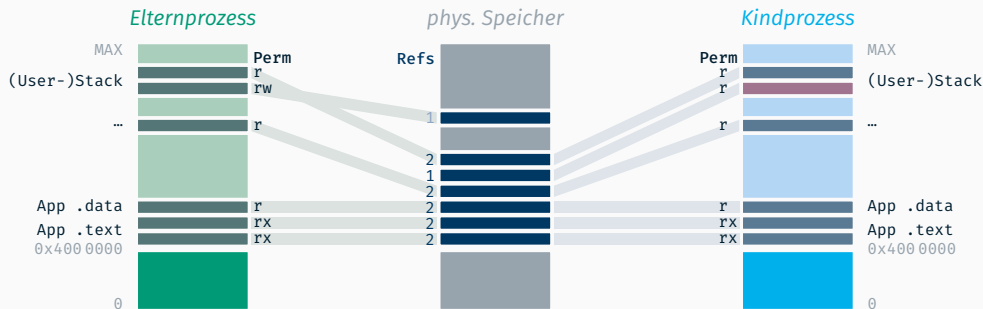 Elternprozess phys. Speicher Kindprozess
MAX Perm Refs Perm MAX
(User-)Stack r r (User-)Stack
rw r
1
… r r …
2
1
2
App .data r 2 r App .data
App .text rx 2 rx App .text
0x400 0000 rx 2 rx 0x400 0000
0 0